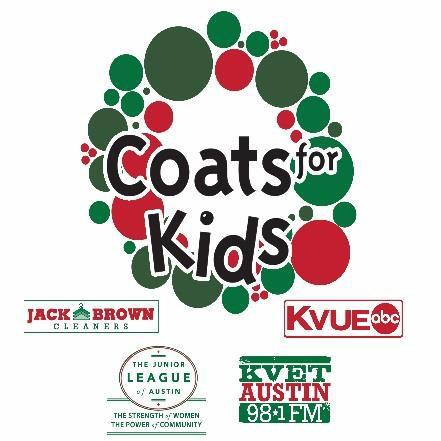 Coats for
Kids
JACK BROWN
CLEANERS
KVUE abc
THE JUNIOR
LEAGUE
of AUSTIN
THE STRENGTH of WOMEN
THE POWER of COMMUNITY
KVET
AUSTIN
98•1 FM